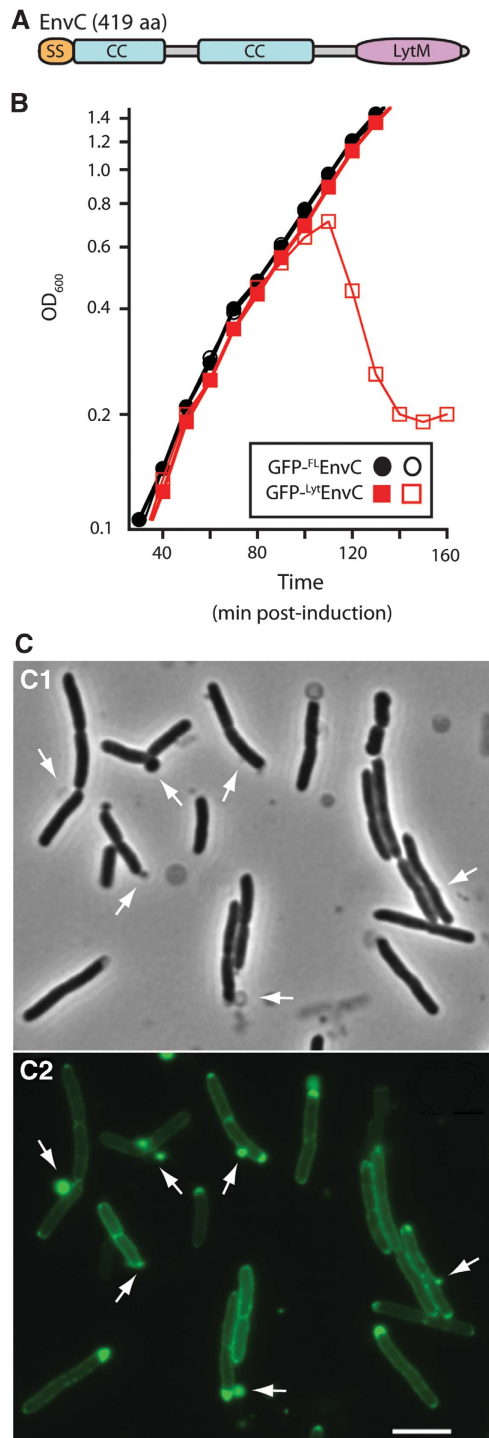 A
EnvC (419 aa)
SS
CC
CC
LytM
B
1.4
1.2
1.0
0.8
0.6
0.4
0.2
0.1
OD600
GFP-FLEnvC
GFP-LytEnvC
40
80
120
160
Time
(min post-induction)
C
C1
C2